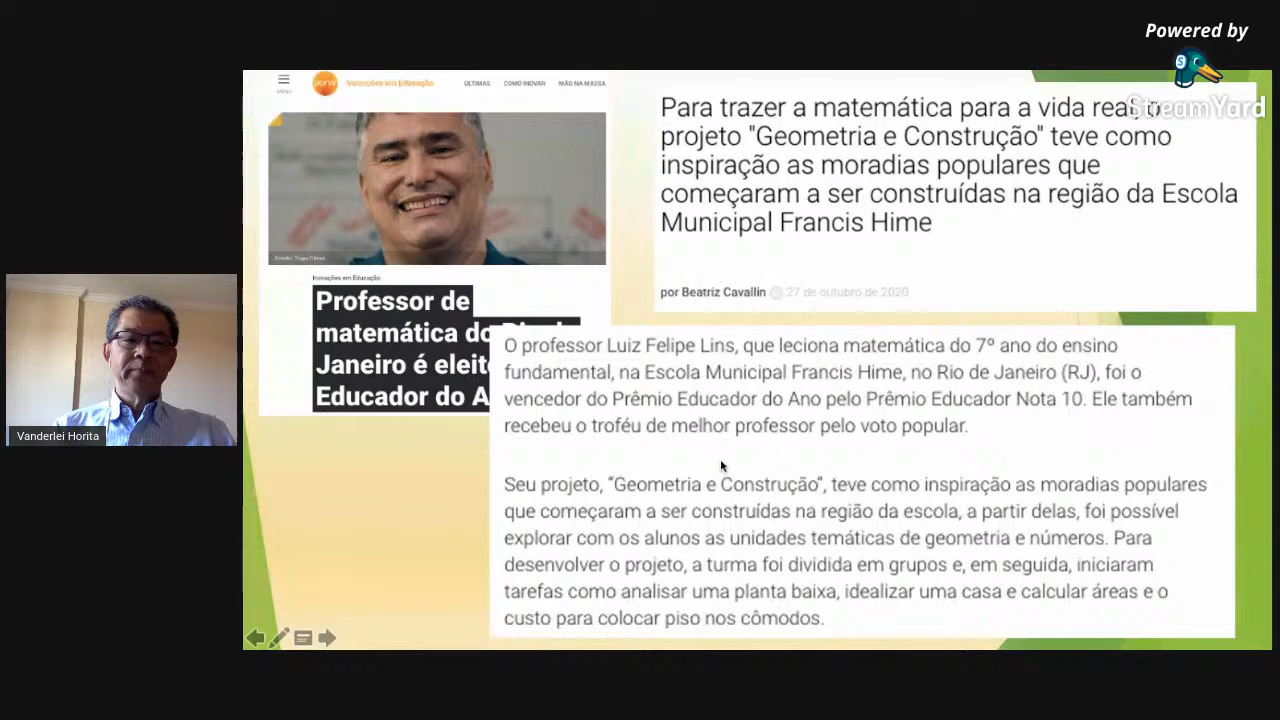 Powered by
StreamYard
MENU
porvir
Inovações em Educação
ÚLTIMAS
COMO INOVAR
MÃO NA MASSA
Crédito: Trupe Filmes
Inovações em Educação
Professor de
matemática do
Janeiro é eleit
Educador do A
Para trazer a matemática para a vida real, o
projeto "Geometria e Construção" teve como
inspiração as moradias populares que
começaram a ser construídas na região da Escola
Municipal Francis Hime
por Beatriz Cavallin 27 de outubro de 2020
O professor Luiz Felipe Lins, que leciona matemática do 7º ano do ensino
fundamental, na Escola Municipal Francis Hime, no Rio de Janeiro (RJ), foi o
vencedor do Prêmio Educador do Ano pelo Prêmio Educador Nota 10. Ele também
recebeu o troféu de melhor professor pelo voto popular.
Seu projeto, “Geometria e Construção”, teve como inspiração as moradias populares
que começaram a ser construídas na região da escola, a partir delas, foi possível
explorar com os alunos as unidades temáticas de geometria e números. Para
desenvolver o projeto, a turma foi dividida em grupos e, em seguida, iniciaram
tarefas como analisar uma planta baixa, idealizar uma casa e calcular áreas e o
custo para colocar piso nos cômodos.
Vanderlei Horita